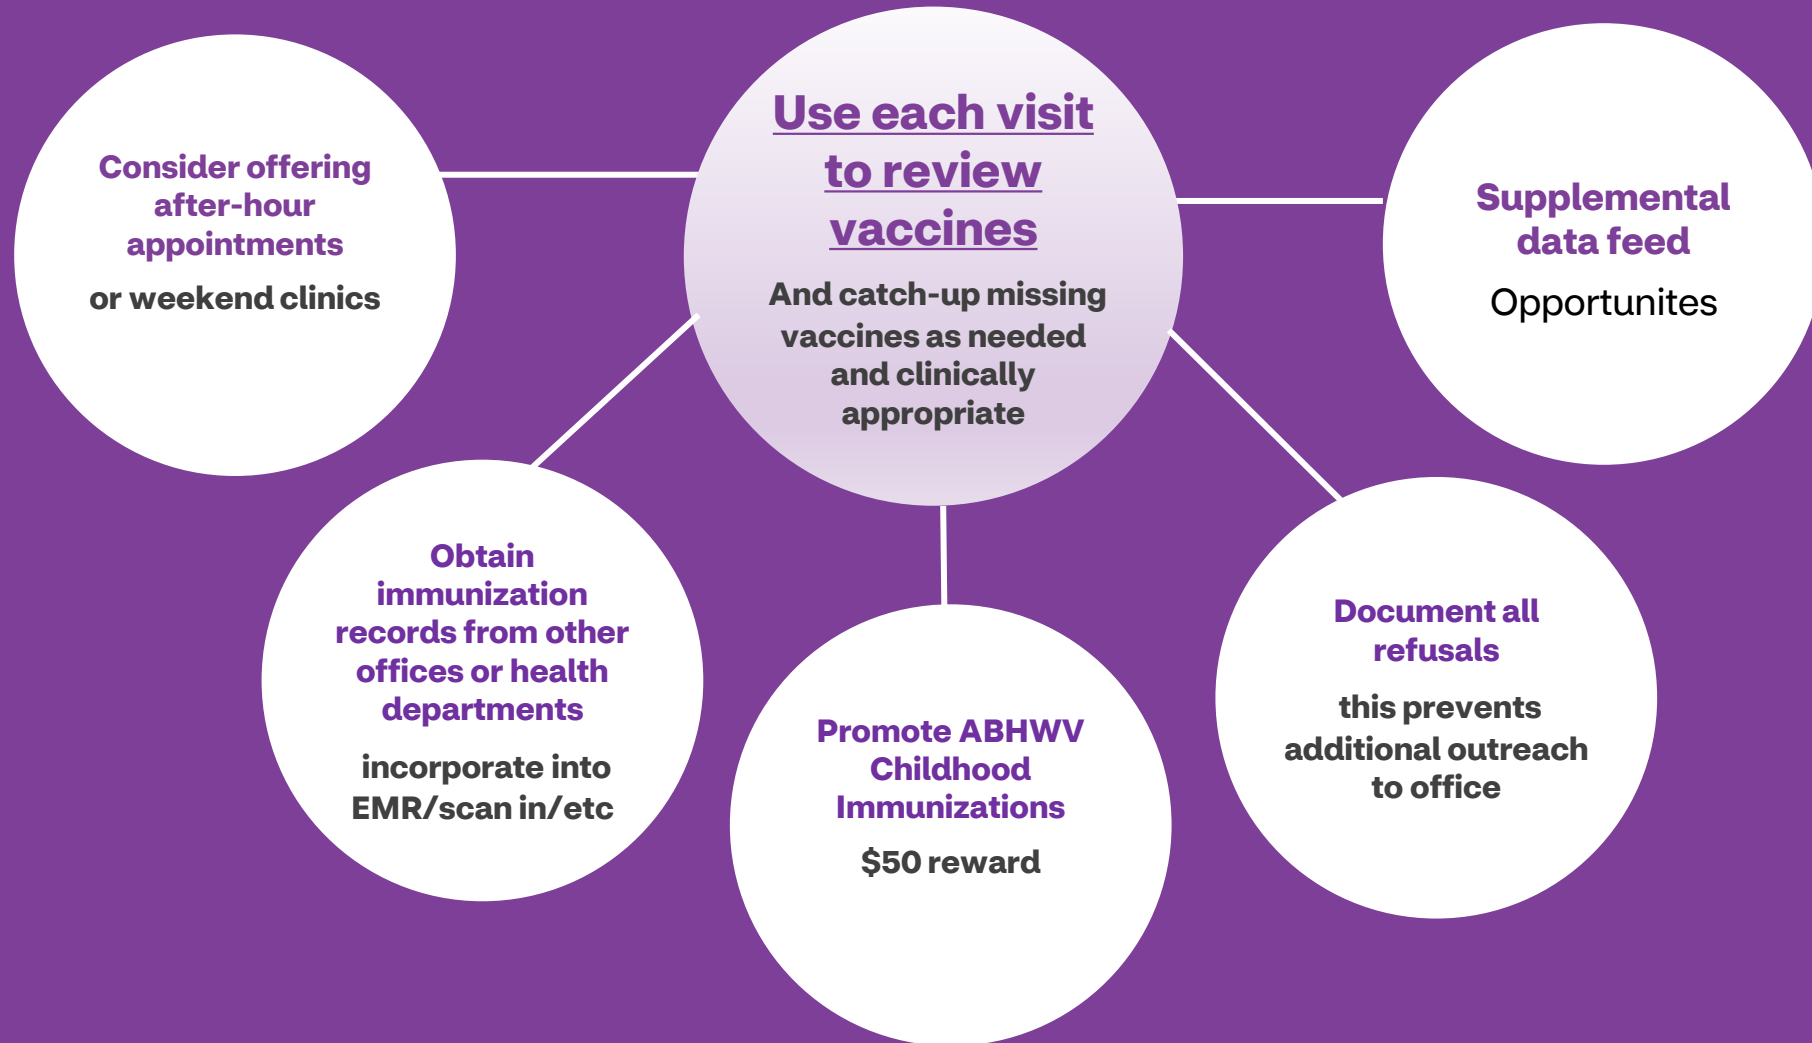 Consider offering
after-hour
appointments
or weekend clinics
Use each visit
to review
vaccines
And catch-up missing
vaccines as needed
and clinically
appropriate
Supplemental
data feed
Opportunites
Obtain
immunization
records from other
offices or health
departments
incorporate into
EMR/scan in/etc
Promote ABHWV
Childhood
Immunizations
$50 reward
Document all
refusals
this prevents
additional outreach
to office